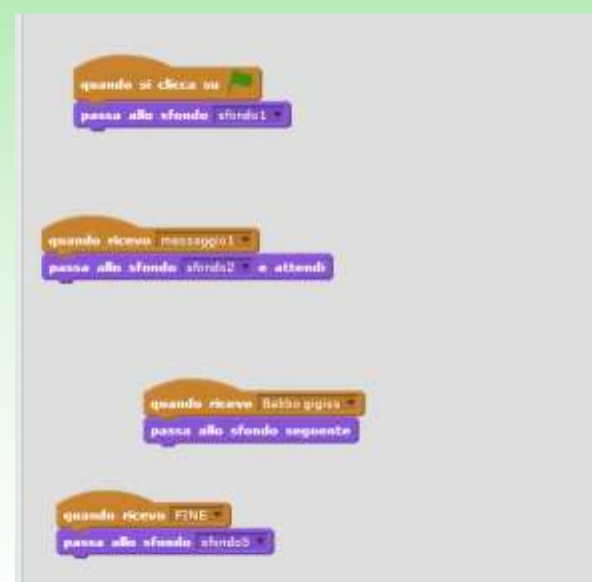 quando si clicca su
passa allo sfondo sfondo1
quando ricevo messaggio1
passa allo sfondo sfondo2 e attendi
quando ricevo Babbo
passa allo sfondo seguente
quando ricevo FINE
passa allo sfondo